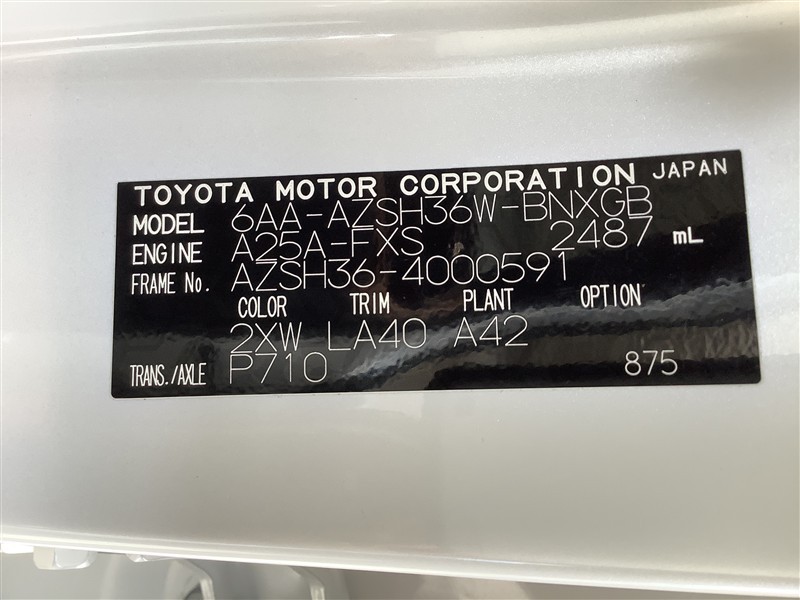 TOYOTA MOTOR CORPORATION JAPAN
MODEL 6AA-AZSH36W-BNXGB
ENGINE A25A-FXS 2487 mL
FRAME No. AZSH36-4000591
COLOR TRIM PLANT OPTION
2XW LA40 A42
TRANS./AXLE P710 875